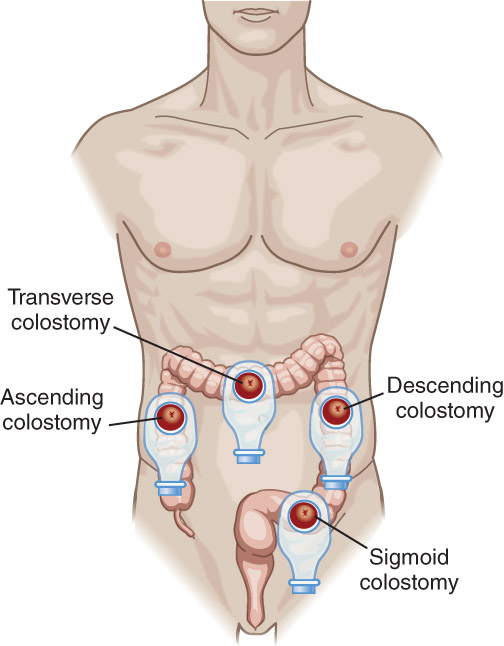 Transverse
colostomy
Ascending
colostomy
Descending
colostomy
Sigmoid
colostomy